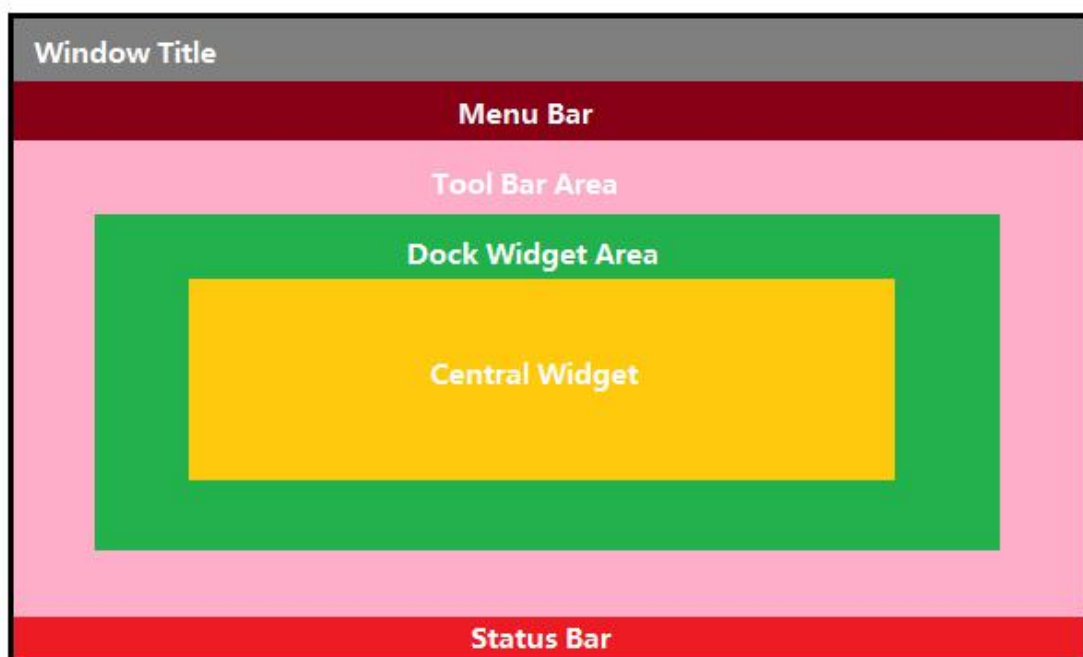 Window Title
Menu Bar
Tool Bar Area
Dock Widget Area
Central Widget
Status Bar